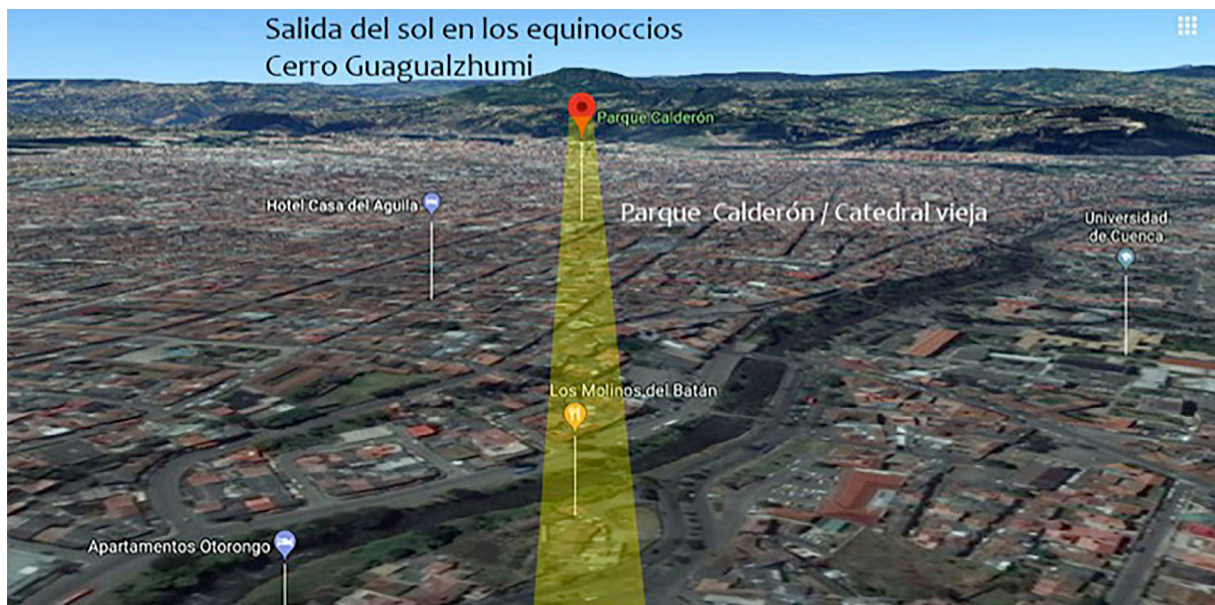 Salida del sol en los equinoccios
Cerro Guagualzhumi
Parque Calderón
Hotel Casa del Aguila
Parque Calderón / Catedral vieja
Universidad
de Cuenca
Los Molinos del Batán
Apartamentos Otorongo